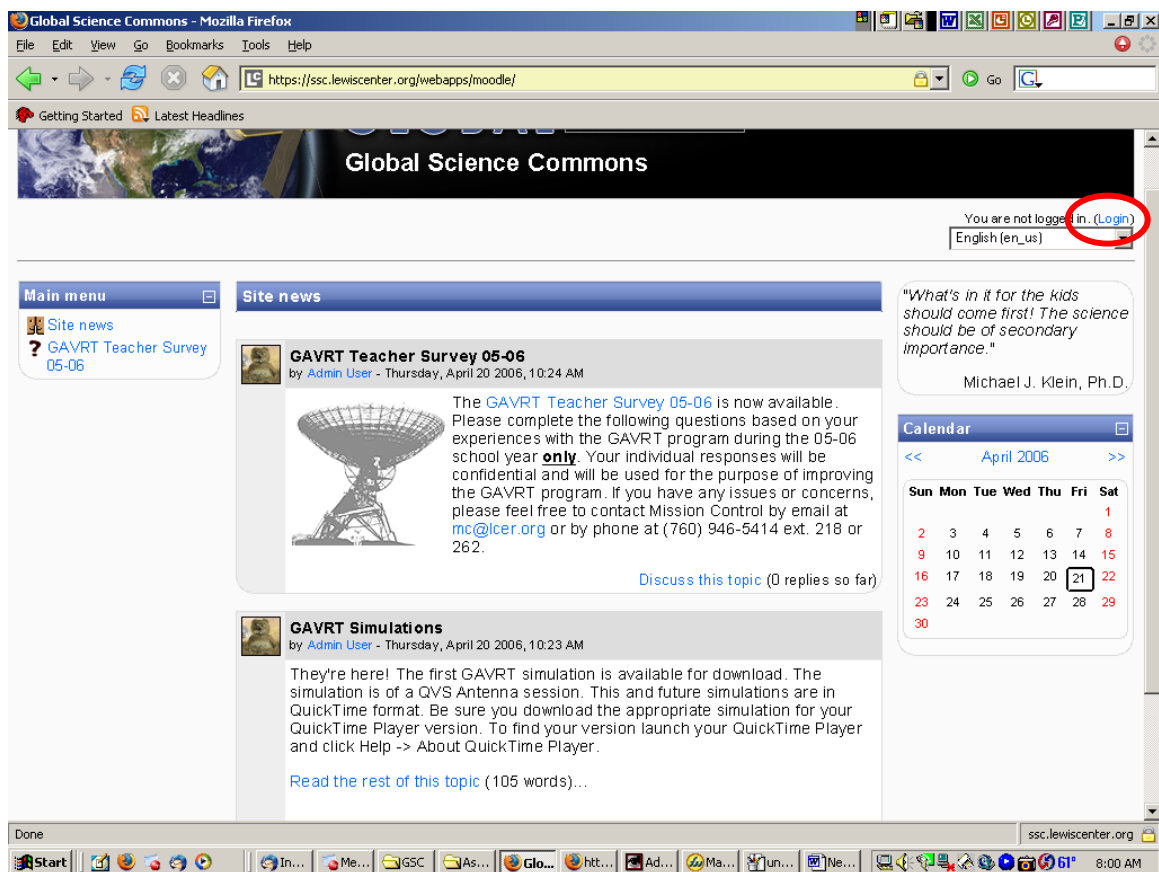 Global Science Commons - Mozilla Firefox
File Edit View Go Bookmarks Tools Help
https://ssc.lewiscenter.org/webapps/moodle/
Go
Getting Started Latest Headlines
Global Science Commons
You are not logged in. (Login)
English (en_us)
Main menu
Site news
GAVRT Teacher Survey
05-06
Site news
GAVRT Teacher Survey 05-06
by Admin User - Thursday, April 20 2006, 10:24 AM
The GAVRT Teacher Survey 05-06 is now available.
Please complete the following questions based on your
experiences with the GAVRT program during the 05-06
school year only. Your individual responses will be
confidential and will be used for the purpose of improving
the GAVRT program. If you have any issues or concerns,
please feel free to contact Mission Control by email at
mc@lcer.org or by phone at (760) 946-5414 ext. 218 or
262.
Discuss this topic (0 replies so far)
GAVRT Simulations
by Admin User - Thursday, April 20 2006, 10:23 AM
They're here! The first GAVRT simulation is available for download. The
simulation is of a QVS Antenna session. This and future simulations are in
QuickTime format. Be sure you download the appropriate simulation for your
QuickTime Player version. To find your version launch your QuickTime Player
and click Help -> About QuickTime Player.
Read the rest of this topic (105 words)...
"What's in it for the kids
should come first! The science
should be of secondary
importance."
Michael J. Klein, Ph.D.
Calendar
<< April 2006 >>
Sun Mon Tue Wed Thu Fri Sat
1
2 3 4 5 6 7 8
9 10 11 12 13 14 15
16 17 18 19 20 21 22
23 24 25 26 27 28 29
30
Done
ssc.lewiscenter.org
Start In... Me... GSC As... Glo... htt... Ad... Ma... un... Ne... 61° 8:00 AM